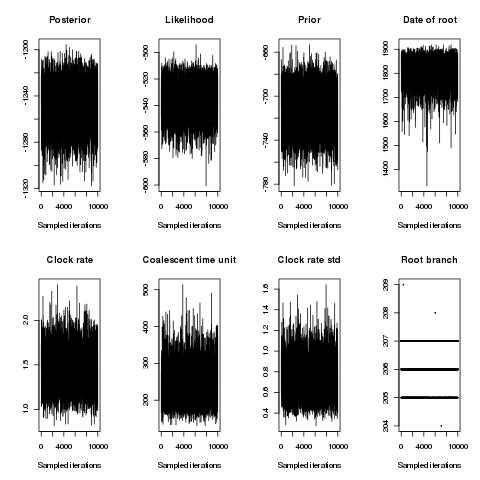 Posterior Likelihood Prior Date of root
-1320 -1280 -1240 -1200
-600 -580 -560 -540 -520 -500
-780 -740 -700 -660
1400 1500 1600 1700 1800 1900
0 4000 10000 0 4000 10000 0 4000 10000 0 4000 10000
Sampled iterations Sampled iterations Sampled iterations Sampled iterations
Clock rate Coalescent time unit Clock rate std Root branch
1.0 1.5 2.0
200 300 400 500
0.4 0.6 0.8 1.0 1.2 1.4 1.6
204 205 206 207 208 209
0 4000 10000 0 4000 10000 0 4000 10000 0 4000 10000
Sampled iterations Sampled iterations Sampled iterations Sampled iterations